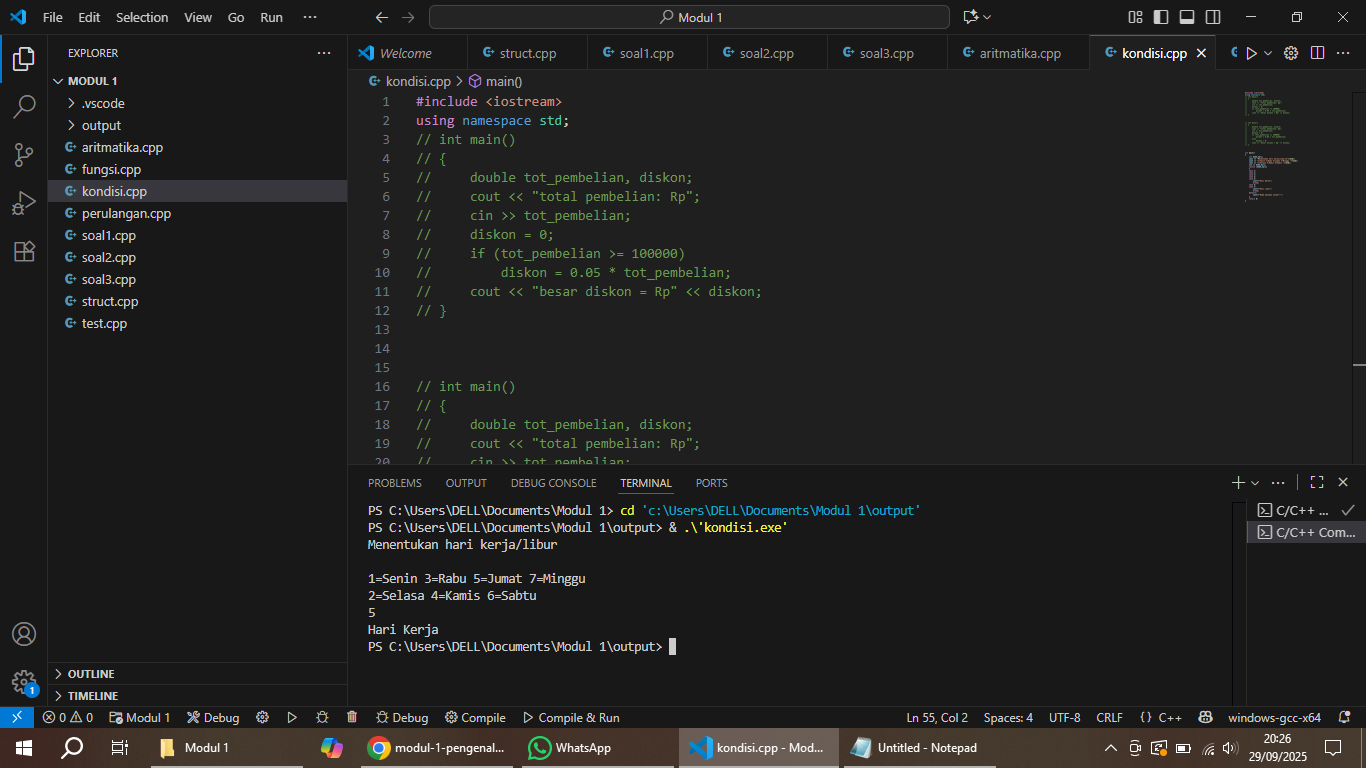 File Edit Selection View Go Run ··· Modul 1
EXPLORER ···
MODUL 1
.vscode
output
aritmatika.cpp
fungsi.cpp
kondisi.cpp
perulangan.cpp
soal1.cpp
soal2.cpp
soal3.cpp
struct.cpp
test.cpp
OUTLINE
TIMELINE
Welcome struct.cpp soal1.cpp soal2.cpp soal3.cpp aritmatika.cpp kondisi.cpp
kondisi.cpp > main()
1 #include <iostream>
2 using namespace std;
3 // int main()
4 // {
5 //     double tot_pembelian, diskon;
6 //     cout << "total pembelian: Rp";
7 //     cin >> tot_pembelian;
8 //     diskon = 0;
9 //     if (tot_pembelian >= 100000)
10 //         diskon = 0.05 * tot_pembelian;
11 //     cout << "besar diskon = Rp" << diskon;
12 // }
13
14
15
16 // int main()
17 // {
18 //     double tot_pembelian, diskon;
19 //     cout << "total pembelian: Rp";
20 //     cin >> tot_pembelian;
PROBLEMS OUTPUT DEBUG CONSOLE TERMINAL PORTS
PS C:\Users\DELL\Documents\Modul 1> cd 'c:\Users\DELL\Documents\Modul 1\output'
PS C:\Users\DELL\Documents\Modul 1\output> & .\'kondisi.exe'
Menentukan hari kerja/libur
1=Senin 3=Rabu 5=Jumat 7=Minggu
2=Selasa 4=Kamis 6=Sabtu
5
Hari Kerja
PS C:\Users\DELL\Documents\Modul 1\output>
C/C++ ...
C/C++ Com...
1
0 0 Modul 1 Debug Debug Compile Compile & Run Ln 55, Col 2 Spaces: 4 UTF-8 CRLF {} C++ windows-gcc-x64
Modul 1 modul-1-pengenal... WhatsApp kondisi.cpp - Mod... Untitled - Notepad
20:26
29/09/2025